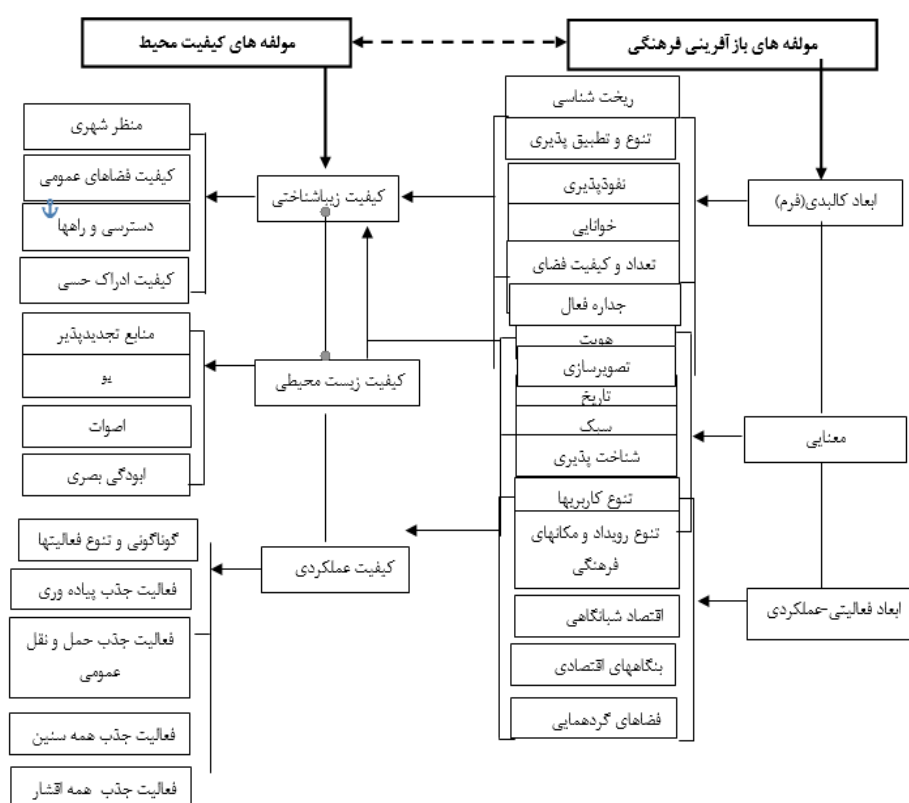 مولفه های باز آفرینی فرهنگی
مولفه های کیفیت محیط
ابعاد کالبدی(فرم)
معنایی
ابعاد فعالیتی-عملکردی
ریخت شناسی
تنوع و تطبیق پذیری
نفوذپذیری
خوانایی
تعداد و کیفیت فضای
جداره فعال
هویت
تصویرسازی
تاریخ
سبک
شناخت پذیری
تنوع کاربریها
تنوع رویداد و مکانهای
فرهنگی
اقتصاد شبانگاهی
بنگاههای اقتصادی
فضاهای گردهمایی
کیفیت زیباشناختی
کیفیت زیست محیطی
کیفیت عملکردی
منظر شهری
کیفیت فضاهای عمومی
دسترسی و راهها
کیفیت ادراک حسی
منابع تجدیدپذیر
یو
اصوات
ابودگی بصری
گوناگونی و تنوع فعالیتها
فعالیت جذب پیاده وری
فعالیت جذب حمل و نقل
عمومی
فعالیت جذب همه سنین
فعالیت جذب همه اقشار